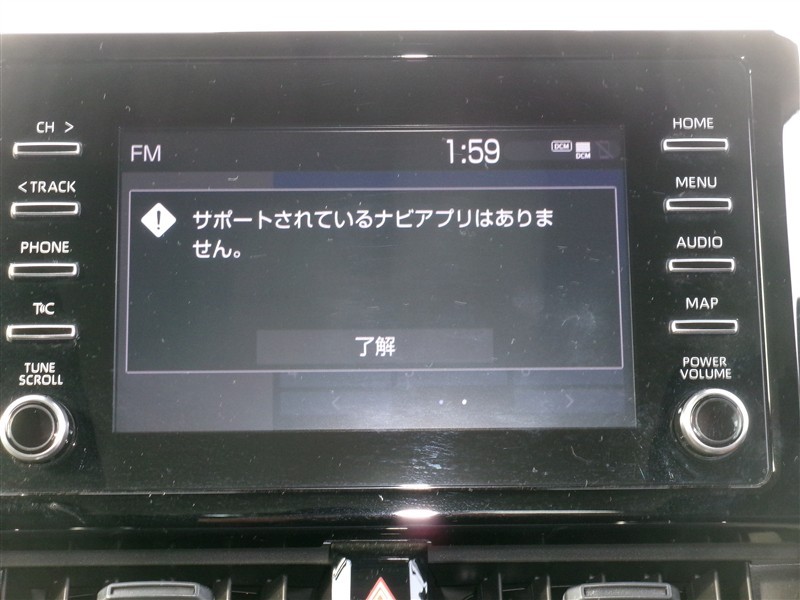 CH >
HOME
FM
1:59
DCM
DCM
< TRACK
MENU
サポートされているナビアプリはありま
せん。
PHONE
AUDIO
T C
MAP
了解
TUNE
SCROLL
POWER
VOLUME